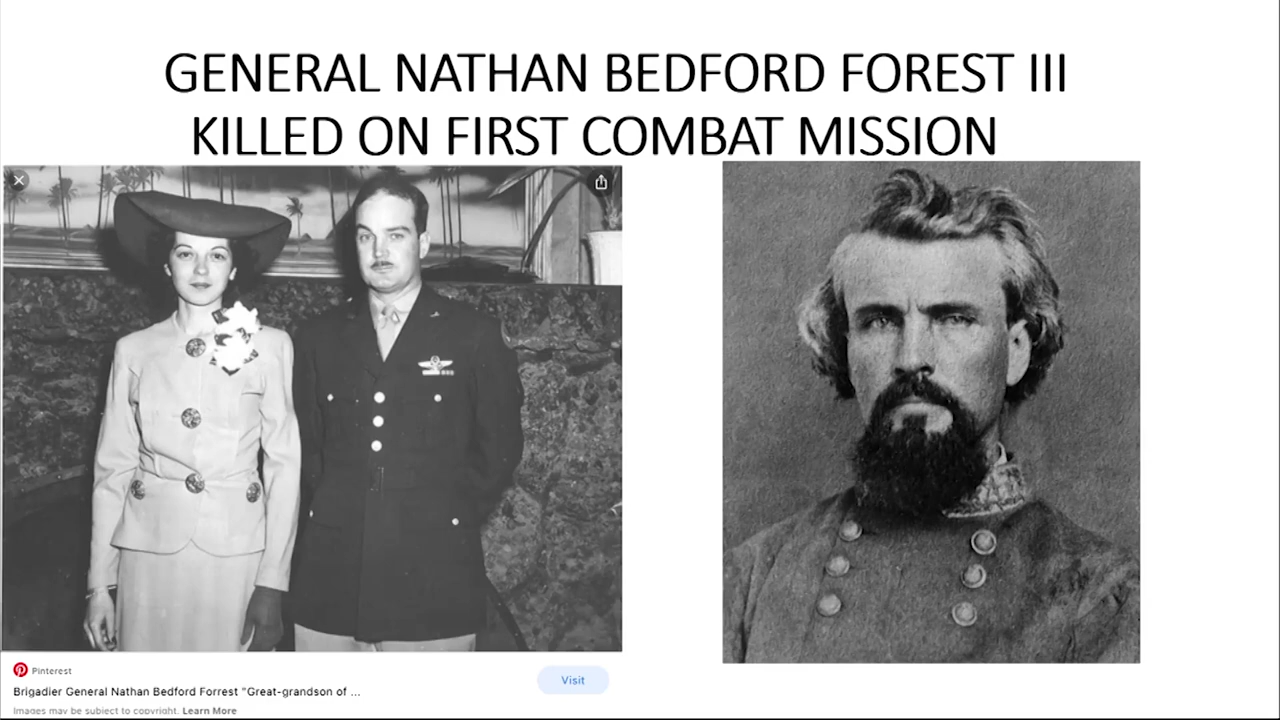 GENERAL NATHAN BEDFORD FOREST III
KILLED ON FIRST COMBAT MISSION
Pinterest
Visit
Brigadier General Nathan Bedford Forrest "Great-grandson of ...
Images may be subject to copyright. Learn More